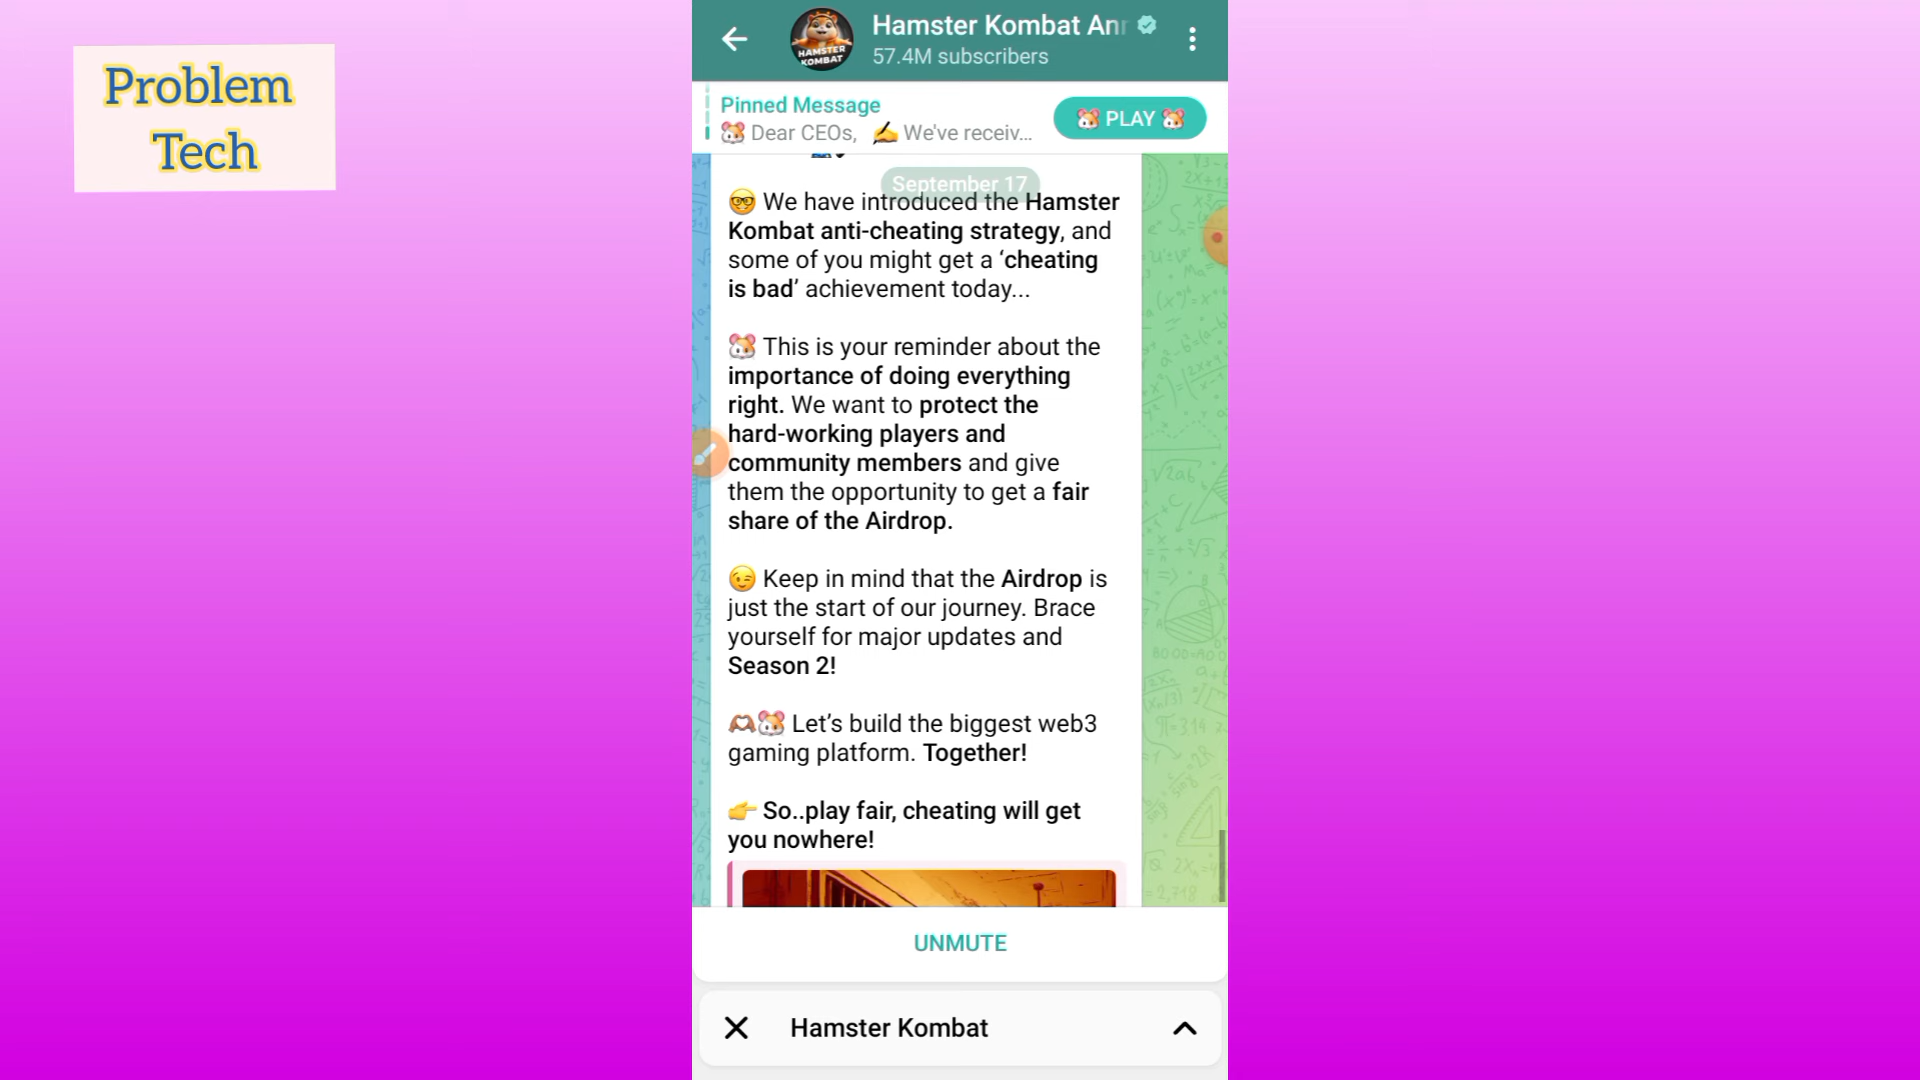 Problem
Tech
Hamster Kombat An
57.4M subscribers
Pinned Message
🐹 Dear CEOs, ✍️ We've receiv...
🐹 PLAY 🐹
September 17
🤓 We have introduced the Hamster
Kombat anti-cheating strategy, and
some of you might get a ‘cheating
is bad’ achievement today...
🐹 This is your reminder about the
importance of doing everything
right. We want to protect the
hard-working players and
community members and give
them the opportunity to get a fair
share of the Airdrop.
😉 Keep in mind that the Airdrop is
just the start of our journey. Brace
yourself for major updates and
Season 2!
🫶🏽🐹 Let’s build the biggest web3
gaming platform. Together!
👉 So..play fair, cheating will get
you nowhere!
UNMUTE
Hamster Kombat